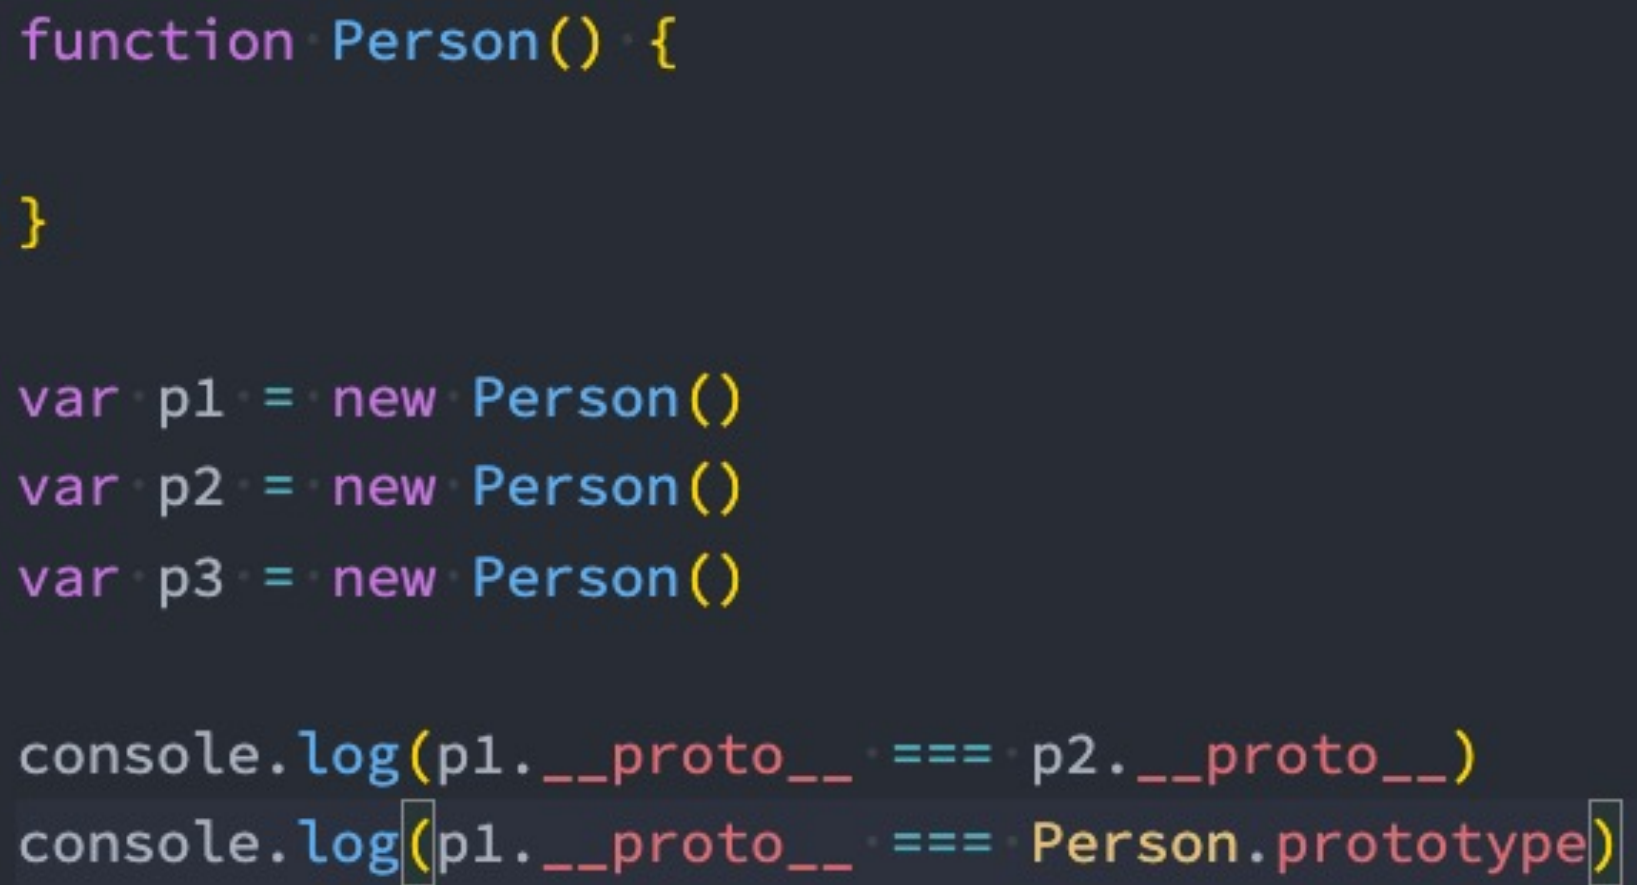 function Person() {
}
var p1 = new Person()
var p2 = new Person()
var p3 = new Person()
console.log(p1.__proto__ === p2.__proto__)
console.log(p1.__proto__ === Person.prototype)